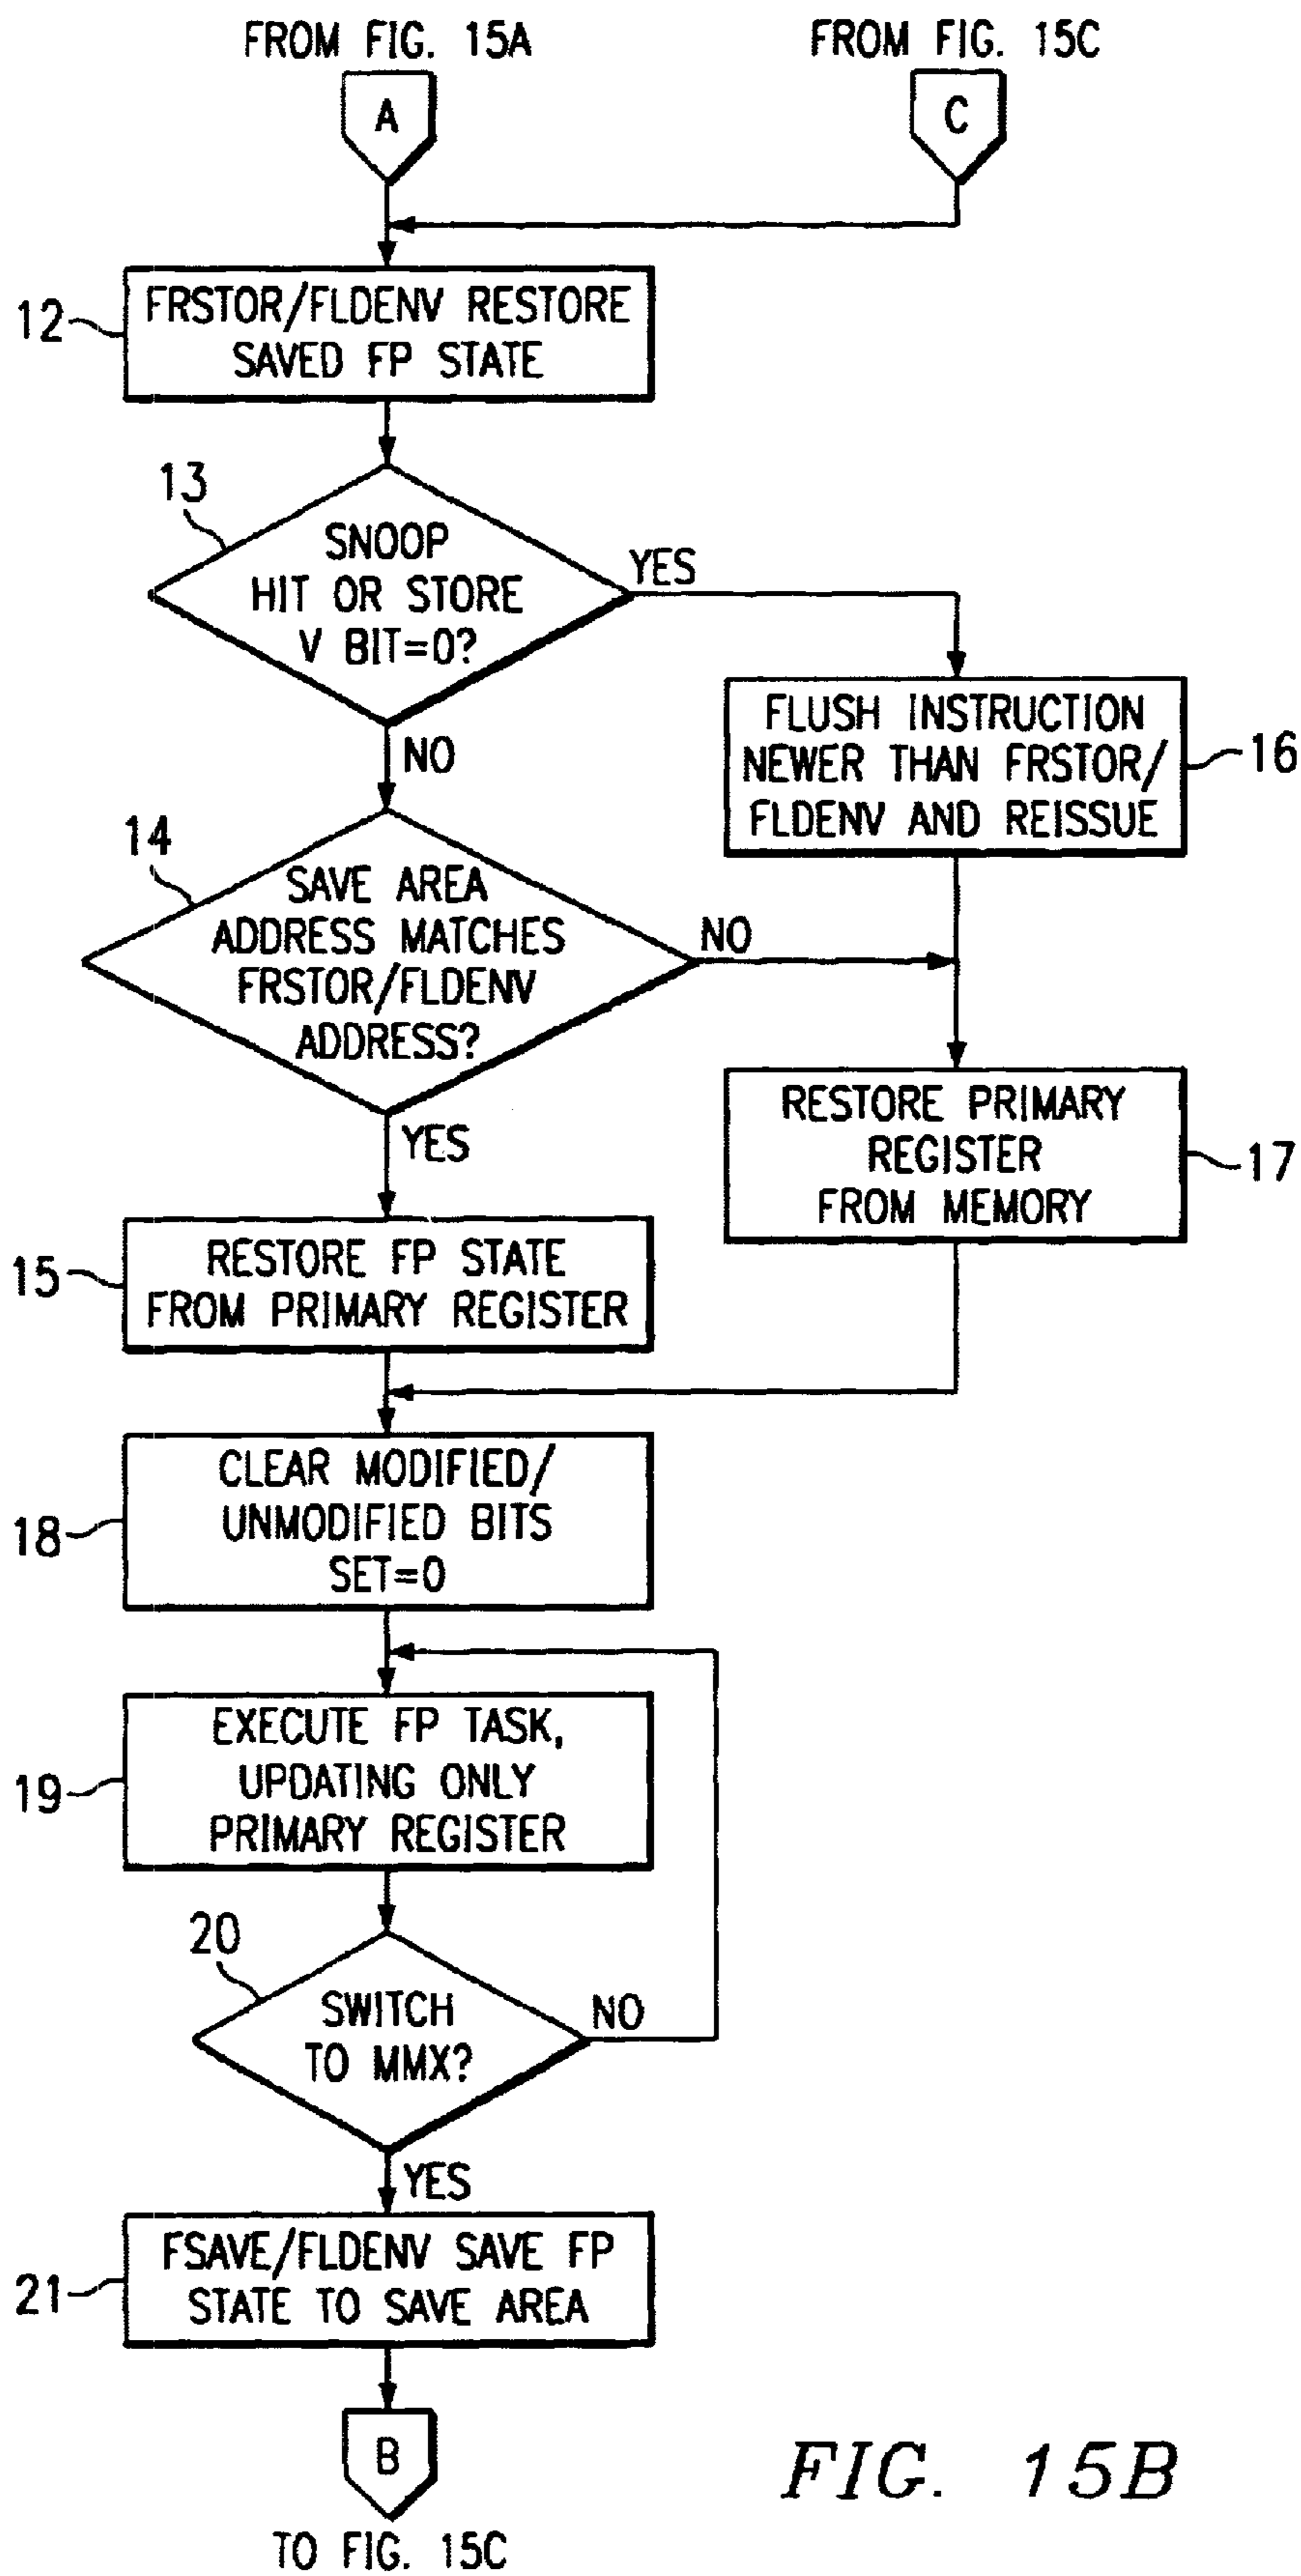 FROM FIG. 15A
FROM FIG. 15C
A
C
12
FRSTOR/FLDENV RESTORE
SAVED FP STATE
13
SNOOP
HIT OR STORE
V BIT=0?
YES
NO
FLUSH INSTRUCTION
NEWER THAN FRSTOR/
FLDENV AND REISSUE
16
14
SAVE AREA
ADDRESS MATCHES
FRSTOR/FLDENV
ADDRESS?
NO
YES
RESTORE PRIMARY
REGISTER
FROM MEMORY
17
15
RESTORE FP STATE
FROM PRIMARY REGISTER
18
CLEAR MODIFIED/
UNMODIFIED BITS
SET=0
19
EXECUTE FP TASK,
UPDATING ONLY
PRIMARY REGISTER
20
SWITCH
TO MMX?
NO
YES
21
FSAVE/FLDENV SAVE FP
STATE TO SAVE AREA
B
TO FIG. 15C
FIG. 15B